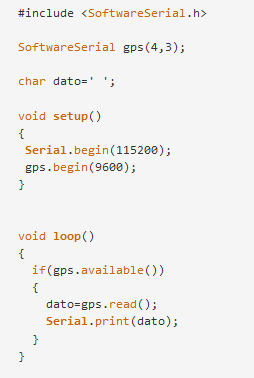 #include <SoftwareSerial.h>
SoftwareSerial gps(4,3);
char dato=' ';
void setup()
{
Serial.begin(115200);
gps.begin(9600);
}
void loop()
{
if(gps.available())
{
dato=gps.read();
Serial.print(dato);
}
}